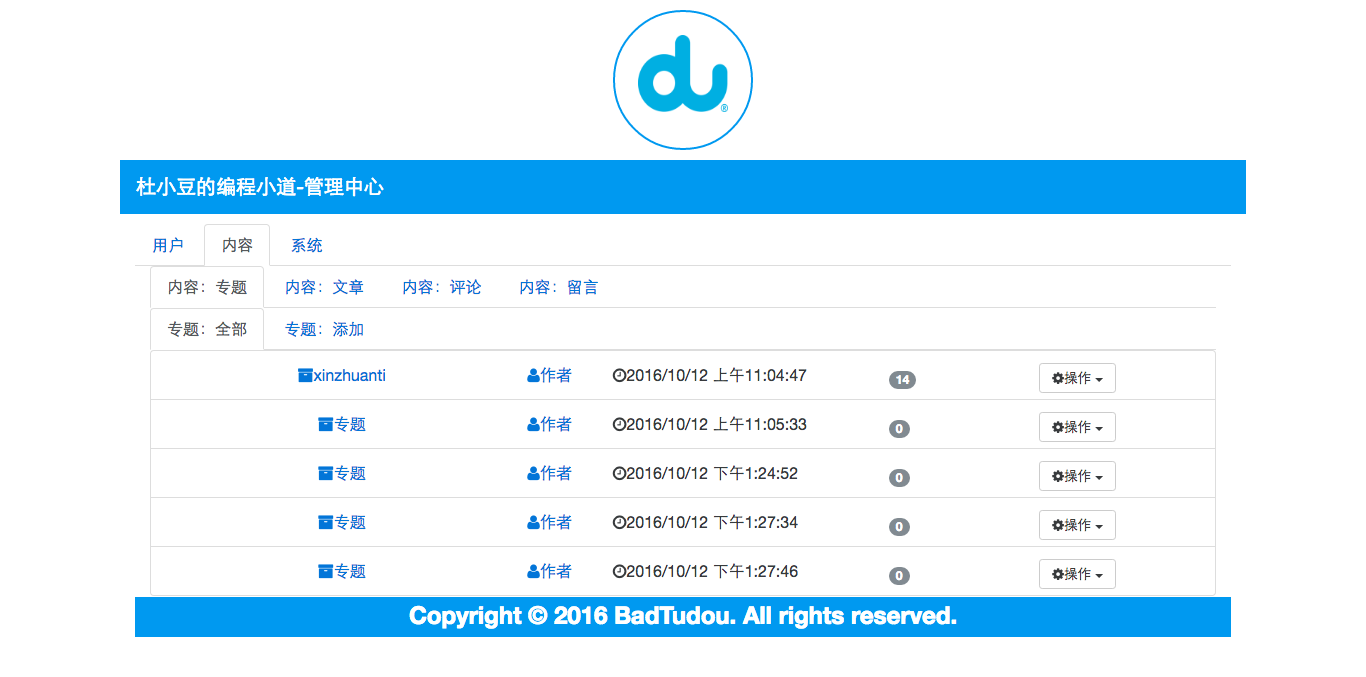 du®
杜小豆的编程小道-管理中心
用户 内容 系统
内容：专题 内容：文章 内容：评论 内容：留言
专题：全部 专题：添加
xinzhuanti 作者 2016/10/12 上午11:04:47 14 操作
专题 作者 2016/10/12 上午11:05:33 0 操作
专题 作者 2016/10/12 下午1:24:52 0 操作
专题 作者 2016/10/12 下午1:27:34 0 操作
专题 作者 2016/10/12 下午1:27:46 0 操作
Copyright © 2016 BadTudou. All rights reserved.